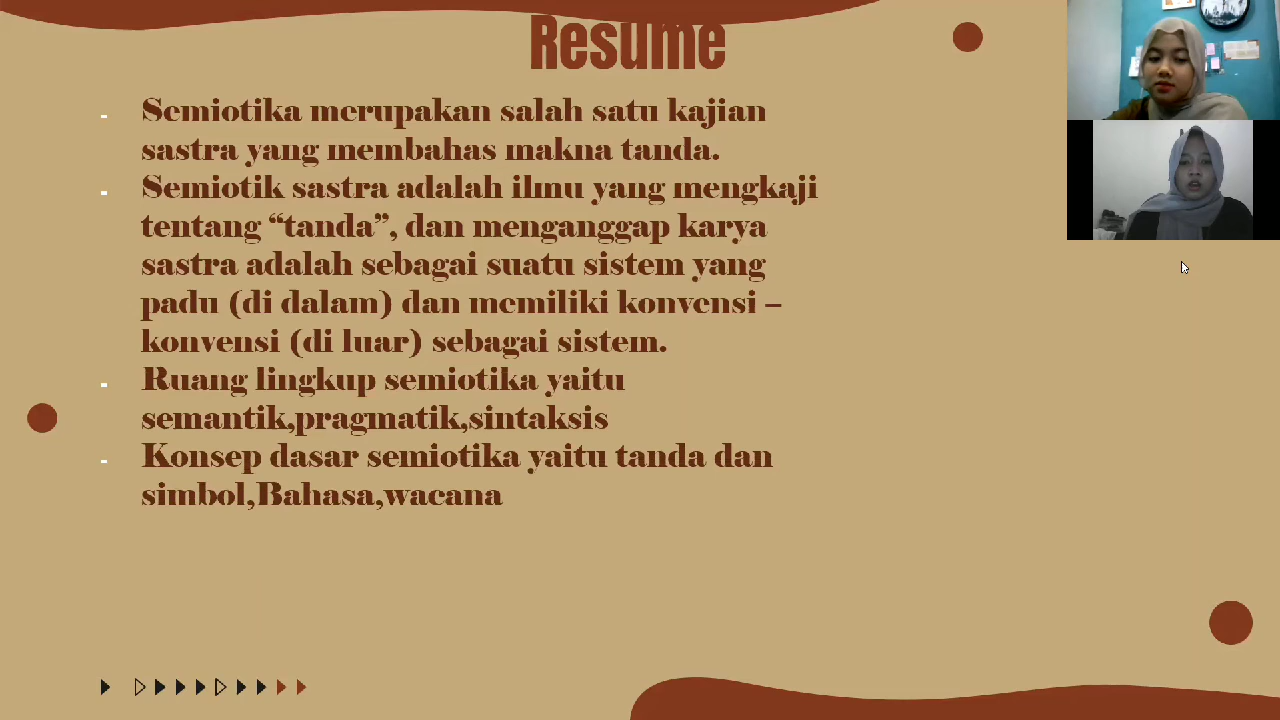 Resume
- Semiotika merupakan salah satu kajian
sastra yang membahas makna tanda.
- Semiotik sastra adalah ilmu yang mengkaji
tentang “tanda”, dan menganggap karya
sastra adalah sebagai suatu sistem yang
padu (di dalam) dan memiliki konvensi –
konvensi (di luar) sebagai sistem.
- Ruang lingkup semiotika yaitu
semantik,pragmatik,sintaksis
- Konsep dasar semiotika yaitu tanda dan
simbol,Bahasa,wacana